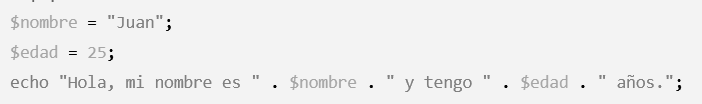 $nombre = "Juan";
$edad = 25;
echo "Hola, mi nombre es " . $nombre . " y tengo " . $edad . " años.";